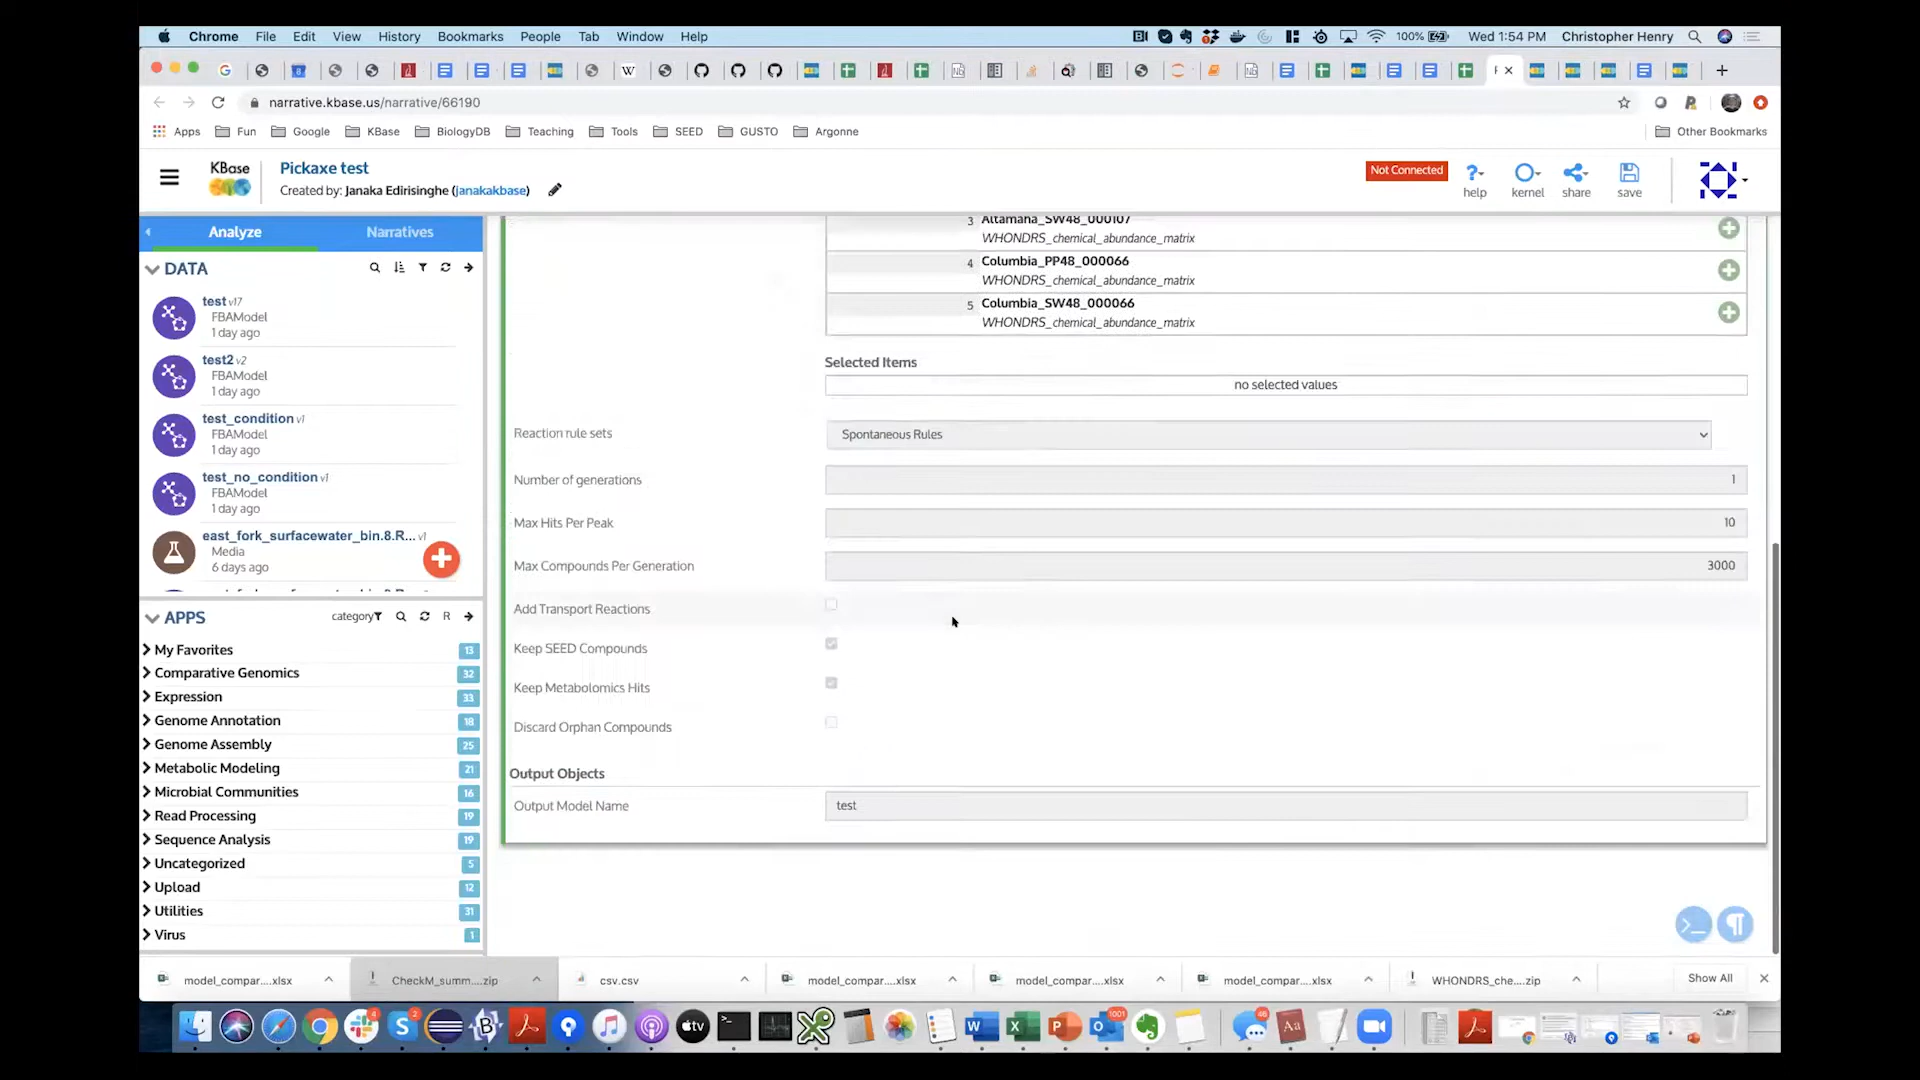 Chrome File Edit View History Bookmarks People Tab Window Help 100% Wed 1:54 PM Christopher Henry
narrative.kbase.us/narrative/66190
Apps Fun Google KBase BiologyDB Teaching Tools SEED GUSTO Argonne Other Bookmarks
KBase
Pickaxe test
Created by: Janaka Edirisinghe (janakakbase)
Not Connected
help kernel share save
Analyze Narratives
DATA
test v17
FBAModel
1 day ago
test2 v2
FBAModel
1 day ago
test_condition v1
FBAModel
1 day ago
test_no_condition v1
FBAModel
1 day ago
east_fork_surfacewater_bin.8.R... v1
Media
6 days ago
APPS category R
My Favorites 13
Comparative Genomics 32
Expression 33
Genome Annotation 18
Genome Assembly 25
Metabolic Modeling 21
Microbial Communities 16
Read Processing 19
Sequence Analysis 19
Uncategorized 5
Upload 12
Utilities 31
Virus 1
3 Altamaha_SW48_000107
WHONDRS_chemical_abundance_matrix
4 Columbia_PP48_000066
WHONDRS_chemical_abundance_matrix
5 Columbia_SW48_000066
WHONDRS_chemical_abundance_matrix
Selected Items
no selected values
Reaction rule sets Spontaneous Rules
Number of generations 1
Max Hits Per Peak 10
Max Compounds Per Generation 3000
Add Transport Reactions
Keep SEED Compounds
Keep Metabolomics Hits
Discard Orphan Compounds
Output Objects
Output Model Name test
model_compar....xlsx CheckM_summ....zip csv.csv model_compar....xlsx model_compar....xlsx model_compar....xlsx WHONDRS_che....zip Show All